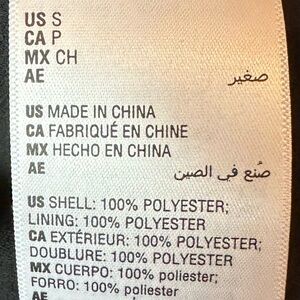 US S
CA P
MX CH
AE صغير
US MADE IN CHINA
CA FABRIQUÉ EN CHINE
MX HECHO EN CHINA
AE صُنع في الصين
US SHELL: 100% POLYESTER;
LINING: 100% POLYESTER
CA EXTÉRIEUR: 100% POLYESTER;
DOUBLURE: 100% POLYESTER
MX CUERPO: 100% poliester;
FORRO: 100% poliester
AE